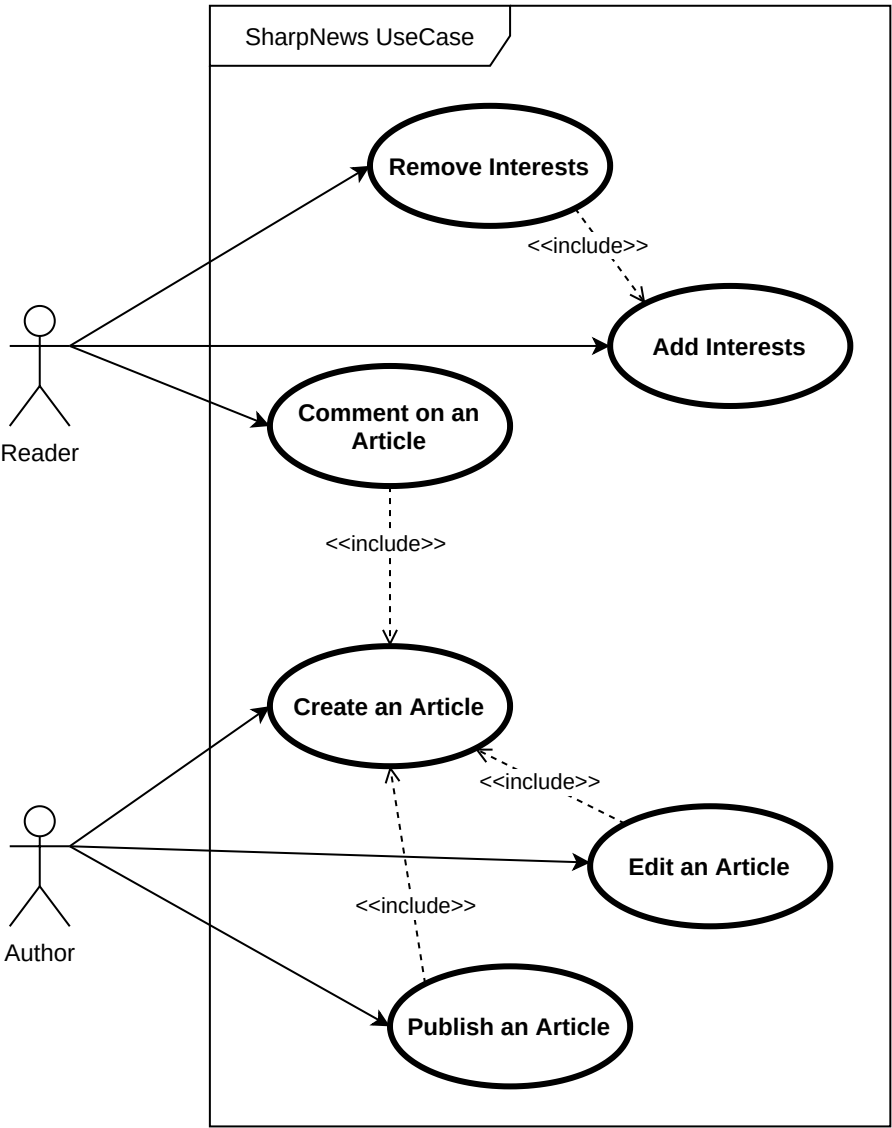 SharpNews UseCase
Remove Interests
<<include>>
Add Interests
Comment on an
Article
Reader
<<include>>
Create an Article
<<include>>
Edit an Article
<<include>>
Author
Publish an Article